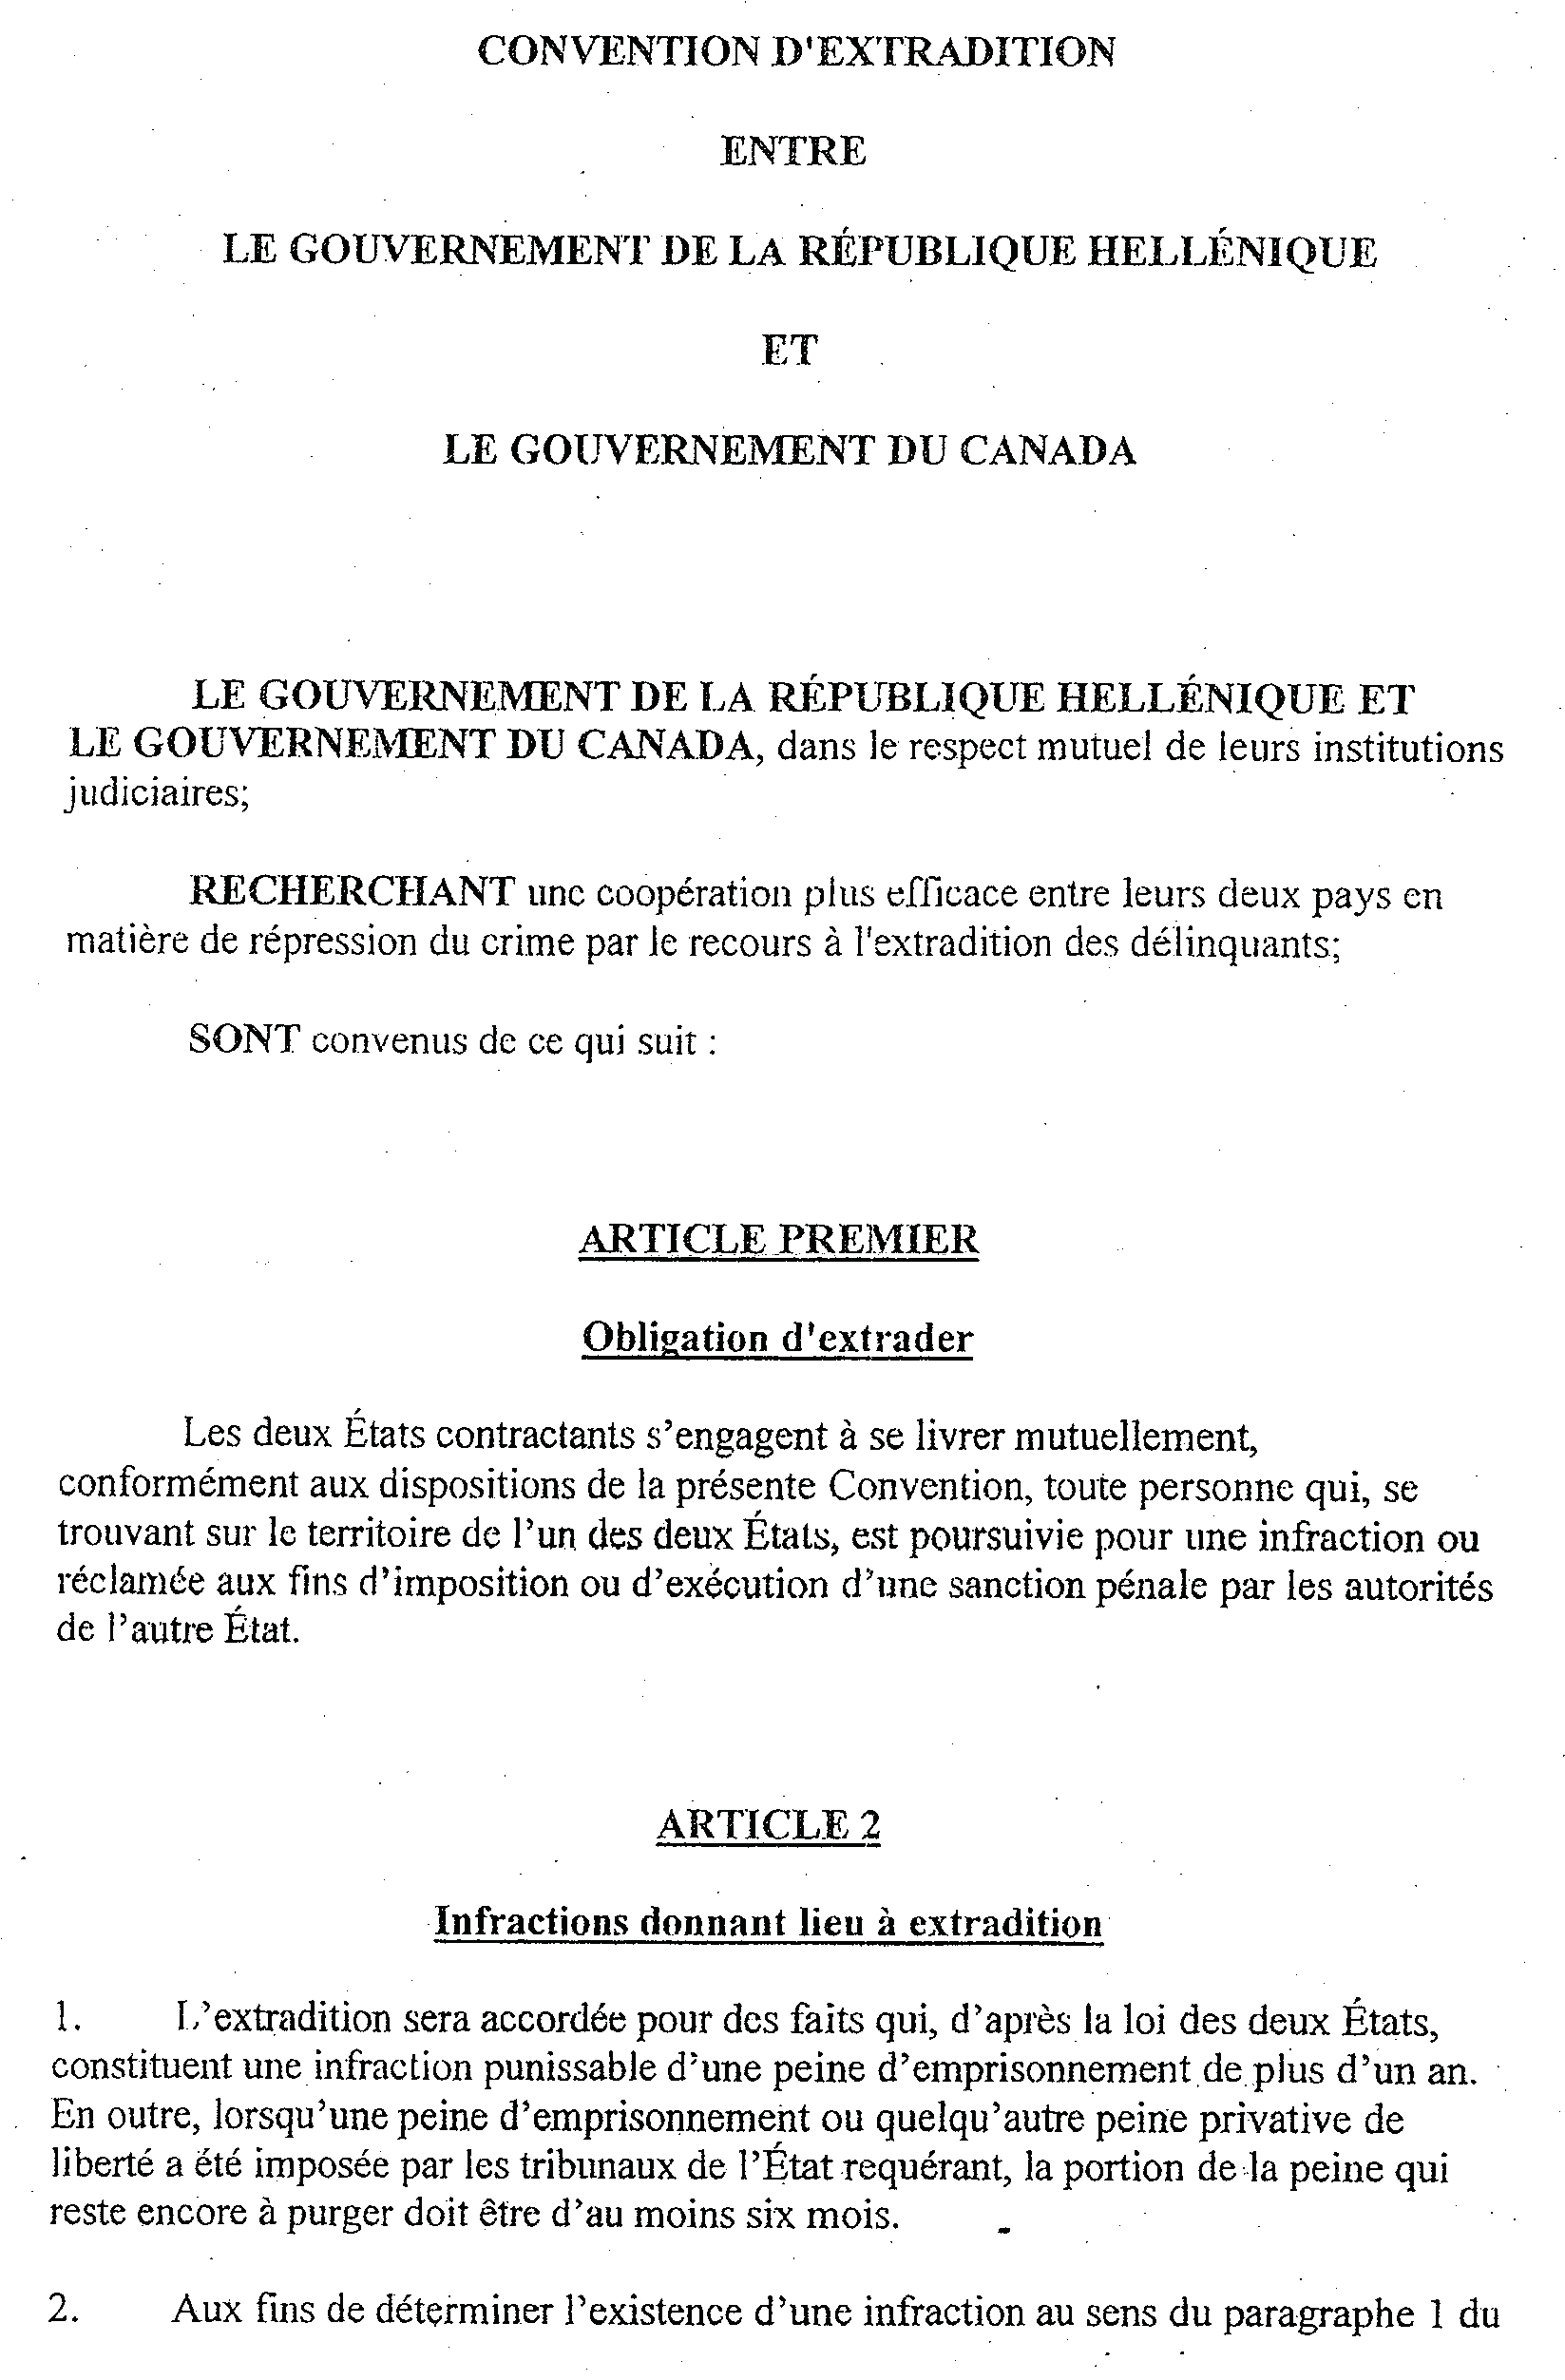 CONVENTION D'EXTRADITION
ENTRE
LE GOUVERNEMENT DE LA RÉPUBLIQUE HELLÉNIQUE
ET
LE GOUVERNEMENT DU CANADA
LE GOUVERNEMENT DE LA RÉPUBLIQUE HELLÉNIQUE ET
LE GOUVERNEMENT DU CANADA, dans le respect mutuel de leurs institutions
judiciaires;
RECHERCHANT une coopération plus efficace entre leurs deux pays en
matière de répression du crime par le recours à l'extradition des délinquants;
SONT convenus de ce qui suit :
ARTICLE PREMIER
Obligation d'extrader
Les deux États contractants s’engagent à se livrer mutuellement,
conformément aux dispositions de la présente Convention, toute personne qui, se
trouvant sur le territoire de l’un des deux États, est poursuivie pour une infraction ou
réclamée aux fins d’imposition ou d’exécution d’une sanction pénale par les autorités
de l’autre État.
ARTICLE 2
Infractions donnant lieu à extradition
1. L’extradition sera accordée pour des faits qui, d’après la loi des deux États,
constituent une infraction punissable d’une peine d’emprisonnement de plus d’un an.
En outre, lorsqu’une peine d’emprisonnement ou quelqu’autre peine privative de
liberté a été imposée par les tribunaux de l’État requérant, la portion de la peine qui
reste encore à purger doit être d’au moins six mois.
2. Aux fins de déterminer l’existence d’une infraction au sens du paragraphe 1 du